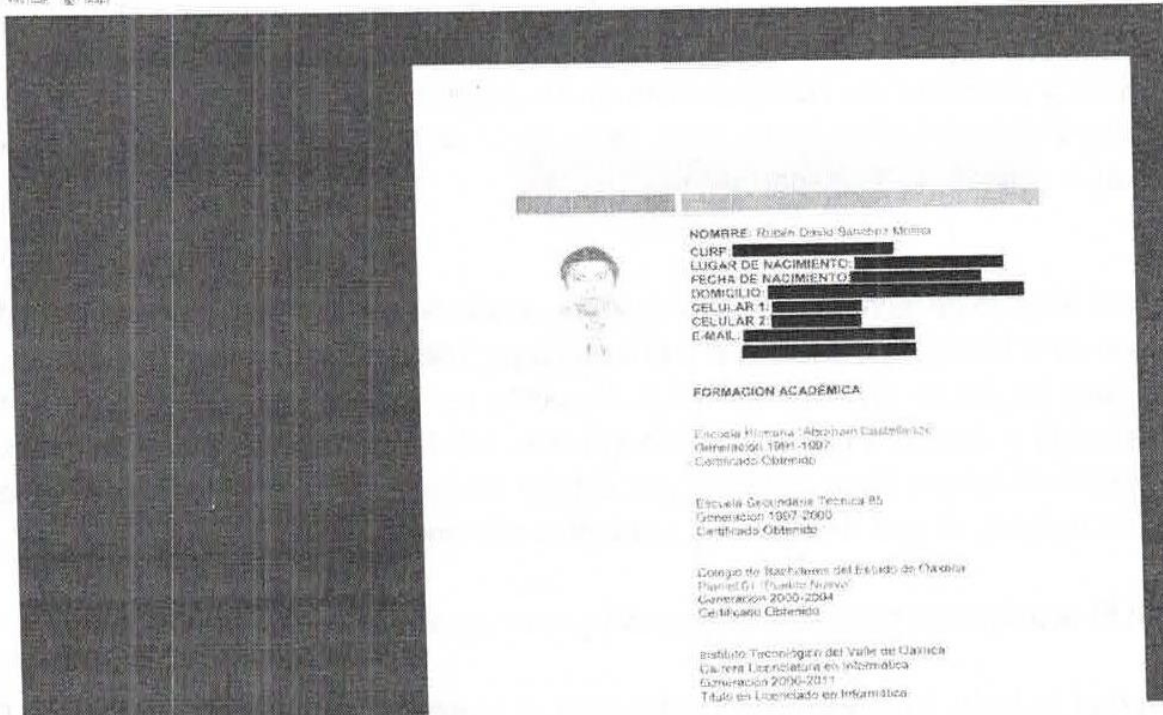 NOMBRE: Rubén David Sánchez Molina
CURP:
LUGAR DE NACIMIENTO:
FECHA DE NACIMIENTO:
DOMICILIO:
CELULAR 1:
CELULAR 2:
E-MAIL:
FORMACIÓN ACADÉMICA
Escuela Primaria "Abraham Castellanos"
Generación 1991-1997
Certificado Obtenido
Escuela Secundaria Técnica 85
Generación 1997-2000
Certificado Obtenido
Colegio de Bachilleres del Estado de Oaxaca
Plantel 01 "Pueblo Nuevo"
Generación 2000-2004
Certificado Obtenido
Instituto Tecnológico del Valle de Oaxaca
Carrera Licenciatura en Informática
Generación 2006-2011
Título en Licenciado en Informática